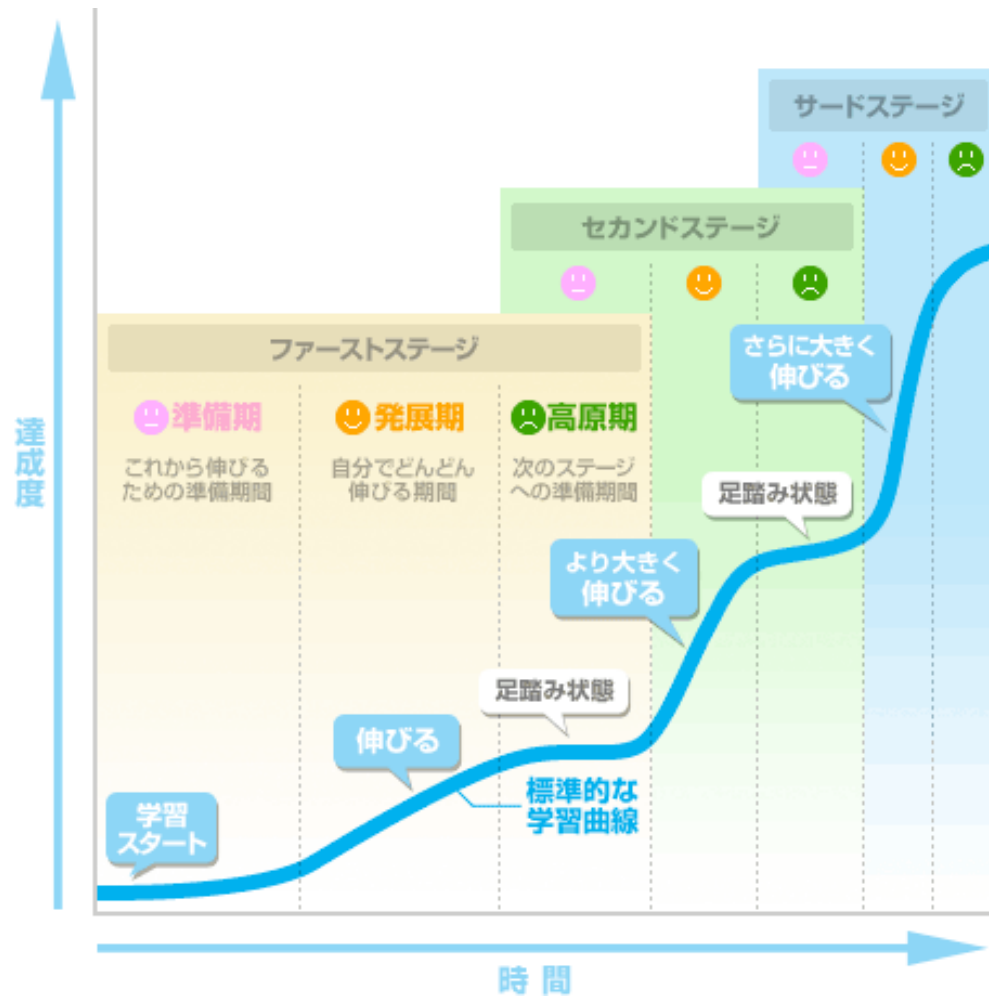 サードステージ
セカンドステージ
ファーストステージ
準備期
これから伸びる
ための準備期間
発展期
自分でどんどん
伸びる期間
高原期
次のステージ
への準備期間
さらに大きく
伸びる
足踏み状態
より大きく
伸びる
足踏み状態
伸びる
標準的な
学習曲線
学習
スタート
達成度
時間